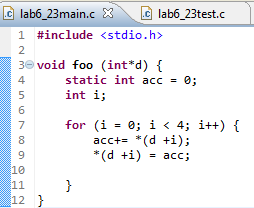 lab6_23main.c lab6_23test.c
1 #include <stdio.h>
2
3 void foo (int*d) {
4 static int acc = 0;
5 int i;
6
7 for (i = 0; i < 4; i++) {
8 acc+= *(d +i);
9 *(d +i) = acc;
10
11 }
12 }